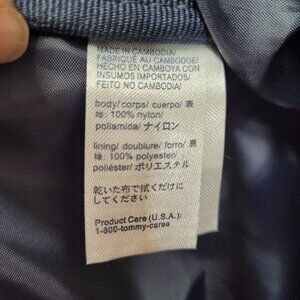 MADE IN CAMBODIA/
FABRIQUÉ AU CAMBODGE/
HECHO EN CAMBOYA CON
INSUMOS IMPORTADOS/
FEITO NO CAMBODIA
body/ corps/ cuerpo/ 表
地: 100% nylon/
poliamida/ ナイロン
lining/ doublure/ forro/ 裏
地: 100% polyester/
poliéster/ ポリエステル
乾いた布で拭くだけに
してください。
Product Care (U.S.A.):
1-800-tommy-cares